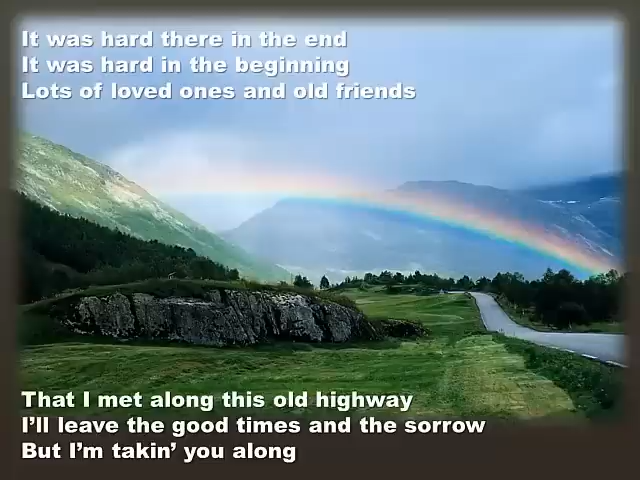 It was hard there in the end
It was hard in the beginning
Lots of loved ones and old friends
That I met along this old highway
I'll leave the good times and the sorrow
But I'm takin' you along